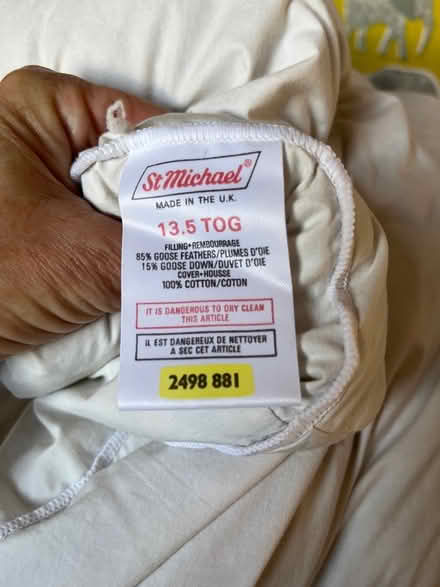 St Michael®
MADE IN THE U.K.
13.5 TOG
FILLING•REMBOURRAGE
85% GOOSE FEATHERS/PLUMES D'OIE
15% GOOSE DOWN/DUVET D'OIE
COVER•HOUSSE
100% COTTON/COTON
IT IS DANGEROUS TO DRY CLEAN
THIS ARTICLE
IL EST DANGEREUX DE NETTOYER
A SEC CET ARTICLE
2498 881